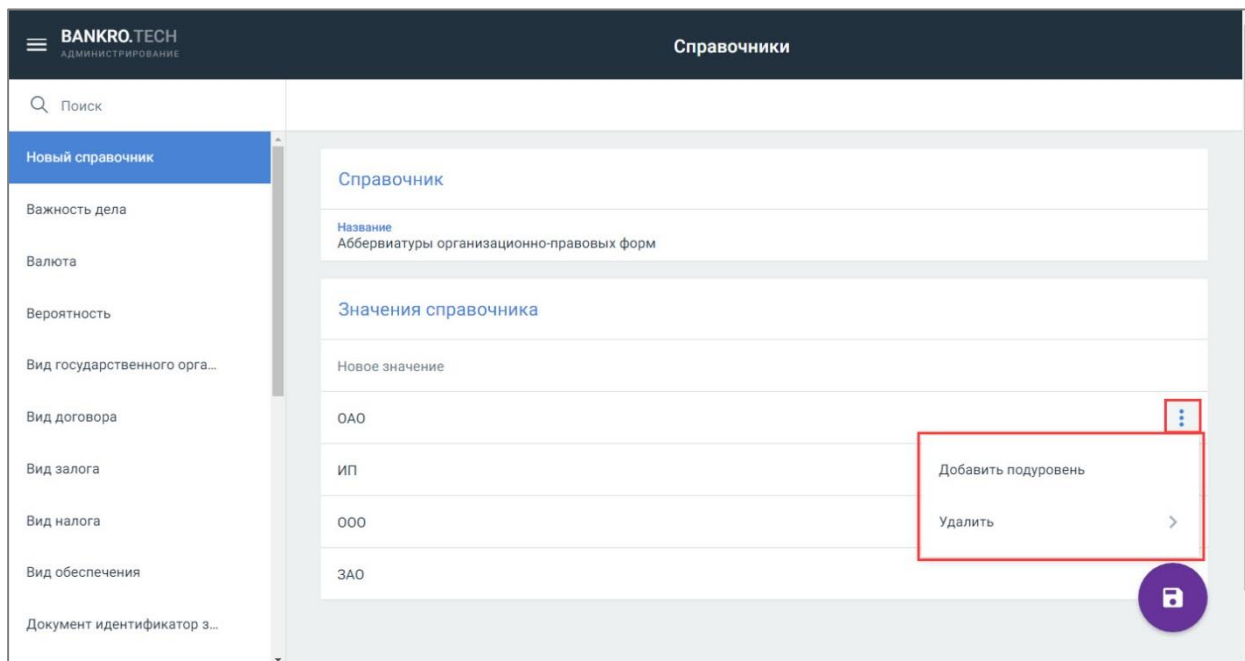 BANKRO.TECH
АДМИНИСТРИРОВАНИЕ
Справочники
Поиск
Новый справочник
Важность дела
Валюта
Вероятность
Вид государственного орга...
Вид договора
Вид залога
Вид налога
Вид обеспечения
Документ идентификатор з...
Справочник
Название
Аббервиатуры организационно-правовых форм
Значения справочника
Новое значение
ОАО
ИП
ООО
ЗАО
Добавить подуровень
Удалить